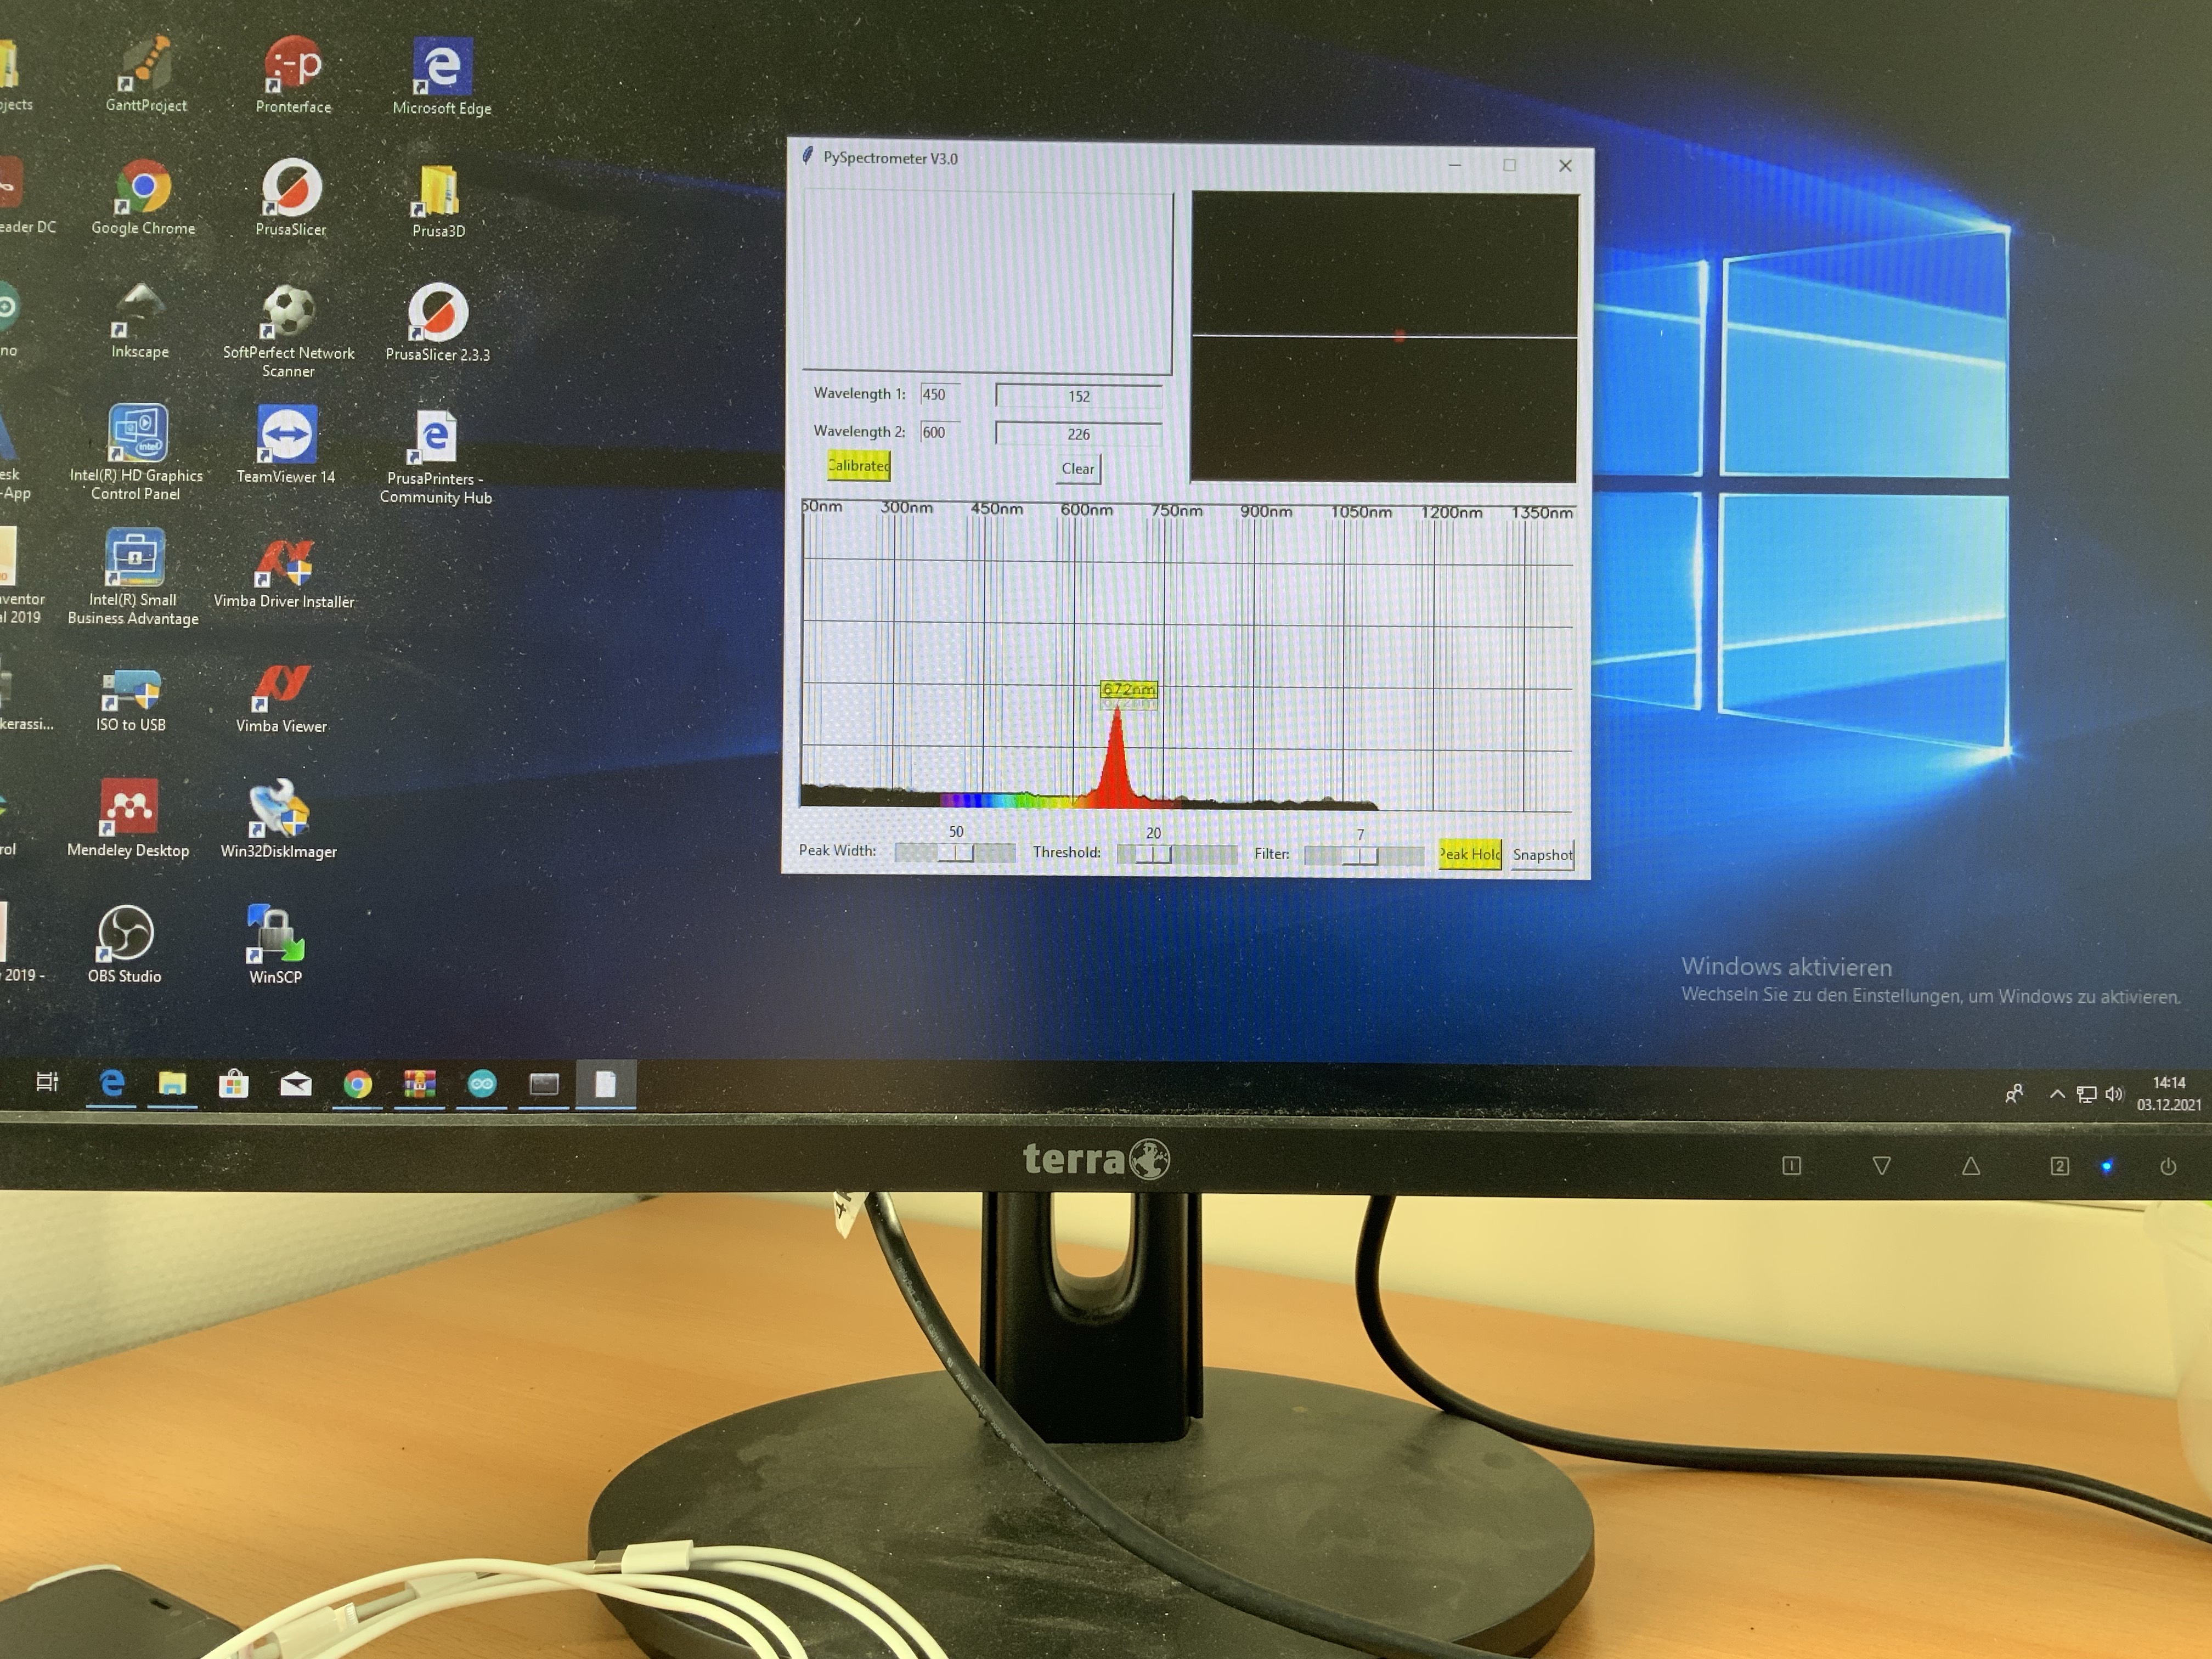 ojects
GanttProject
Pronterface
Microsoft Edge
eader DC
Google Chrome
PrusaSlicer
Prusa3D
no
Inkscape
SoftPerfect Network
Scanner
PrusaSlicer 2.3.3
esk
-App
Intel(R) HD Graphics
Control Panel
TeamViewer 14
PrusaPrinters -
Community Hub
ventor
al 2019
Intel(R) Small
Business Advantage
Vimba Driver Installer
kerassi...
ISO to USB
Vimba Viewer
rol
Mendeley Desktop
Win32DiskImager
2019 -
OBS Studio
WinSCP
PySpectrometer V3.0
Wavelength 1: 450 152
Wavelength 2: 600 226
Calibrated Clear
50nm 300nm 450nm 600nm 750nm 900nm 1050nm 1200nm 1350nm
672nm
50 20 7
Peak Width: Threshold: Filter: Peak Hold Snapshot
Windows aktivieren
Wechseln Sie zu den Einstellungen, um Windows zu aktivieren.
14:14
03.12.2021
terra